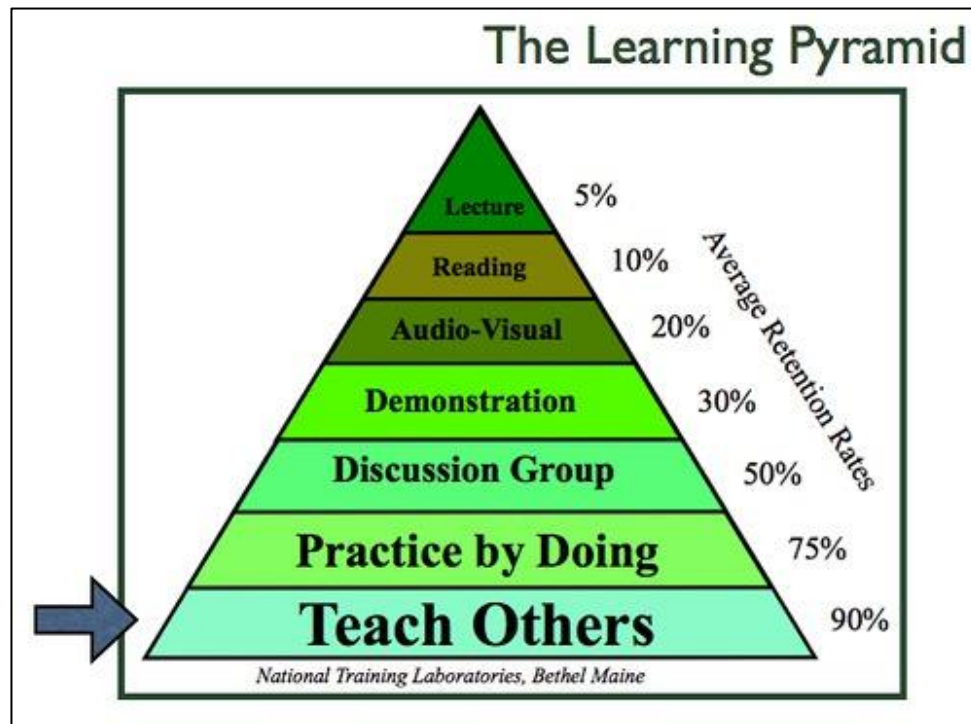 The Learning Pyramid
Lecture
5%
Reading
10%
Audio-Visual
20%
Demonstration
30%
Discussion Group
50%
Practice by Doing
75%
Teach Others
90%
Average Retention Rates
National Training Laboratories, Bethel Maine